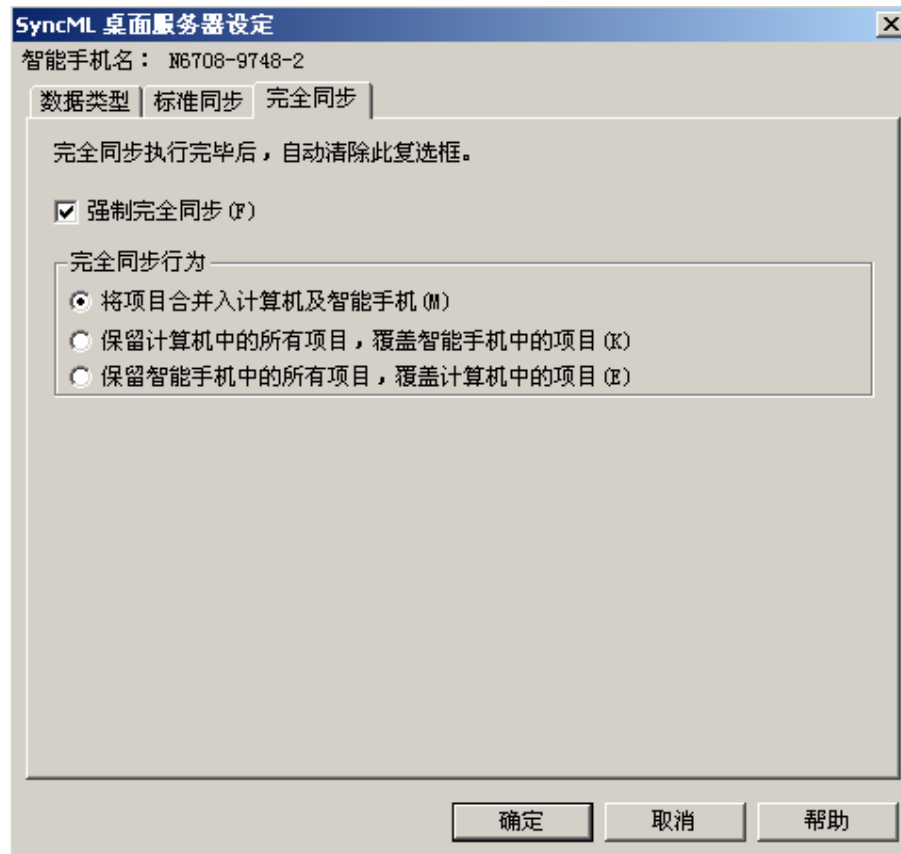 SyncML 桌面服务器设定
智能手机名： N6708-9748-2
数据类型 标准同步 完全同步
完全同步执行完毕后，自动清除此复选框。
强制完全同步(F)
完全同步行为
将项目合并入计算机及智能手机(M)
保留计算机中的所有项目，覆盖智能手机中的项目(K)
保留智能手机中的所有项目，覆盖计算机中的项目(E)
确定 取消 帮助